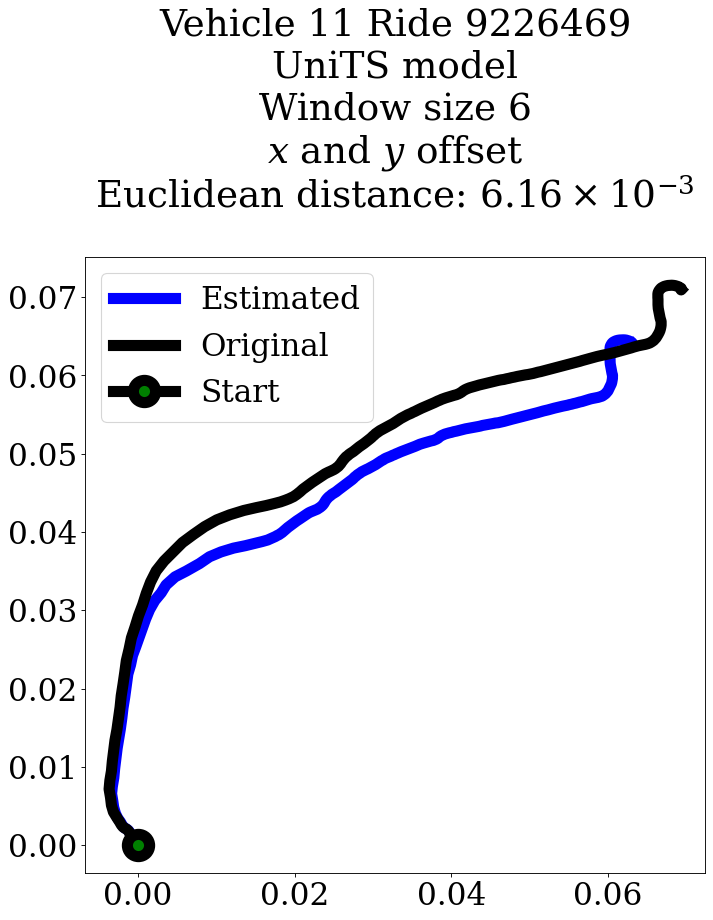 Vehicle 11 Ride 9226469
UniTS model
Window size 6
x and y offset
Euclidean distance: 6.16 × 10⁻³
Estimated
Original
Start
0.07
0.06
0.05
0.04
0.03
0.02
0.01
0.00
0.00 0.02 0.04 0.06